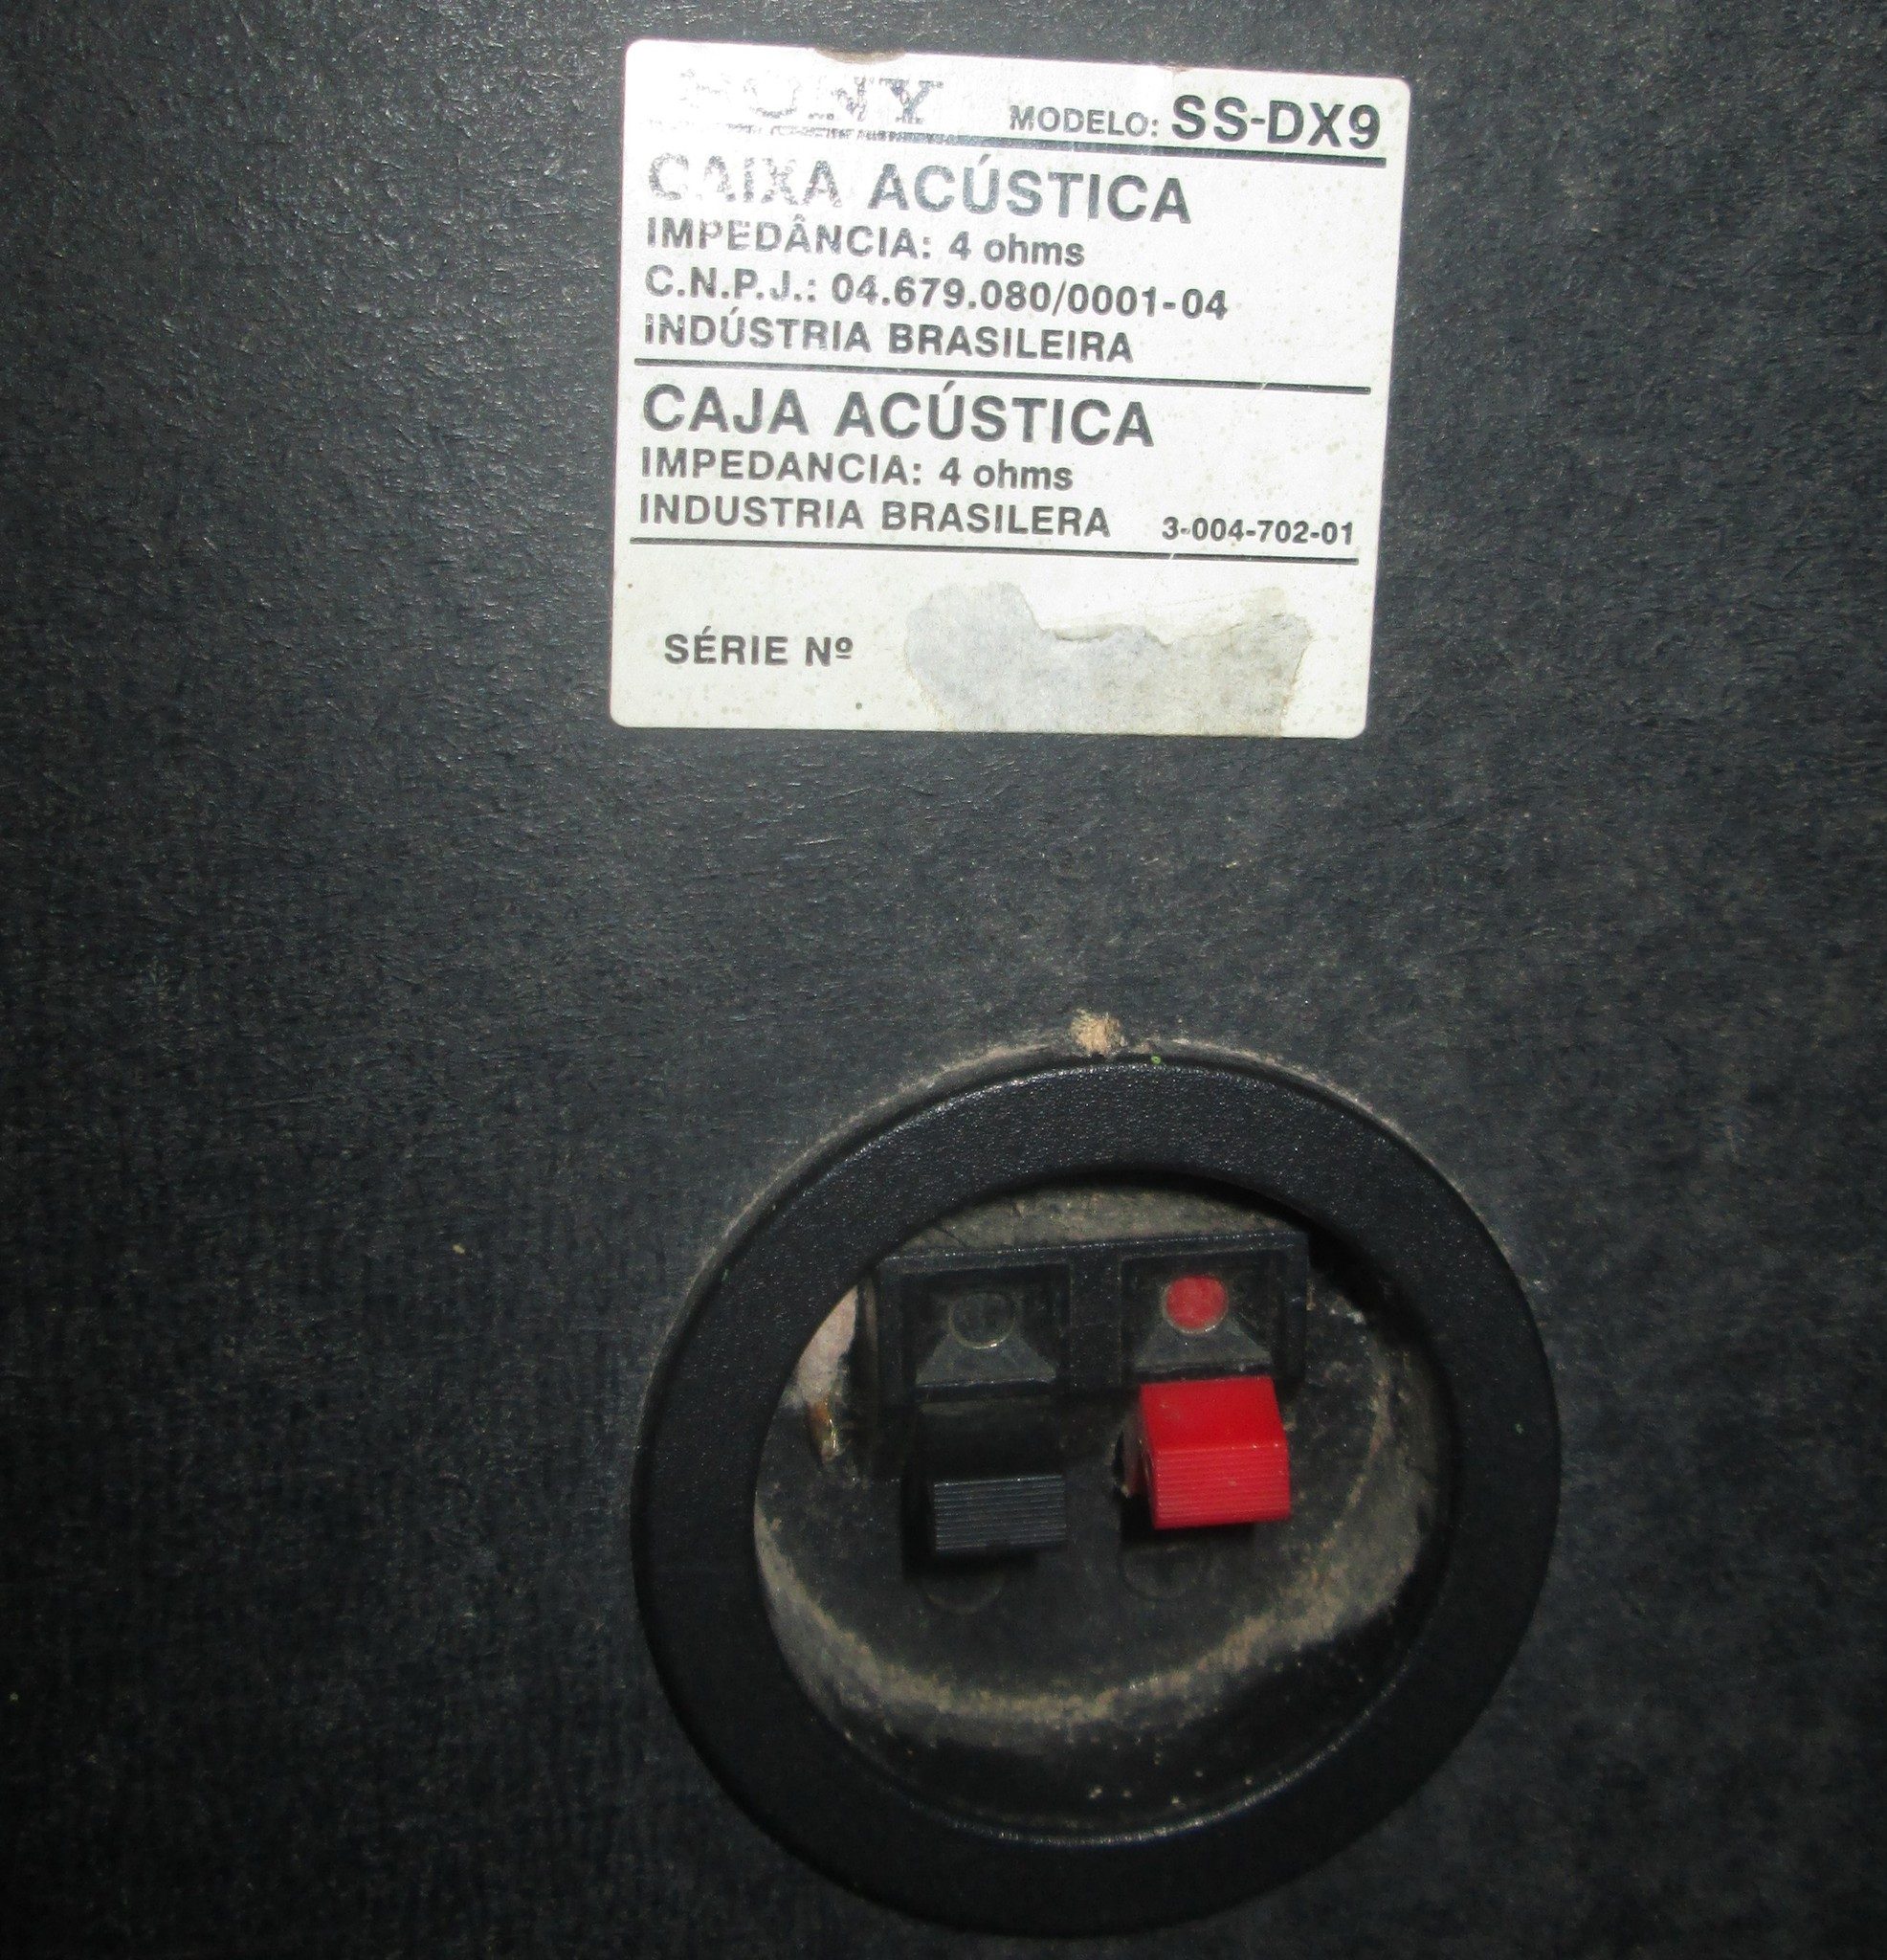 SONY MODELO: SS-DX9
CAIXA ACÚSTICA
IMPEDÂNCIA: 4 ohms
C.N.P.J.: 04.679.080/0001-04
INDÚSTRIA BRASILEIRA
CAJA ACÚSTICA
IMPEDANCIA: 4 ohms
INDUSTRIA BRASILERA 3-004-702-01
SÉRIE Nº